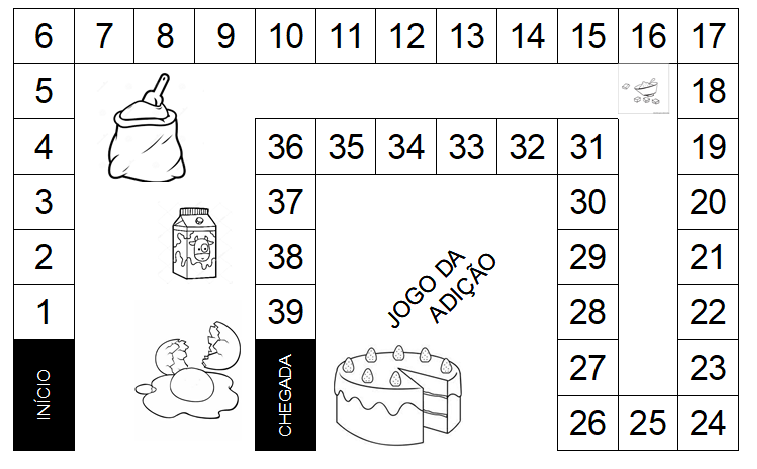 6 7 8 9 10 11 12 13 14 15 16 17
5 18
4 36 35 34 33 32 31 19
3 37 30 20
2 38 29 21
1 39 28 22
INÍCIO CHEGADA 27 23
26 25 24
JOGO DA
ADIÇÃO